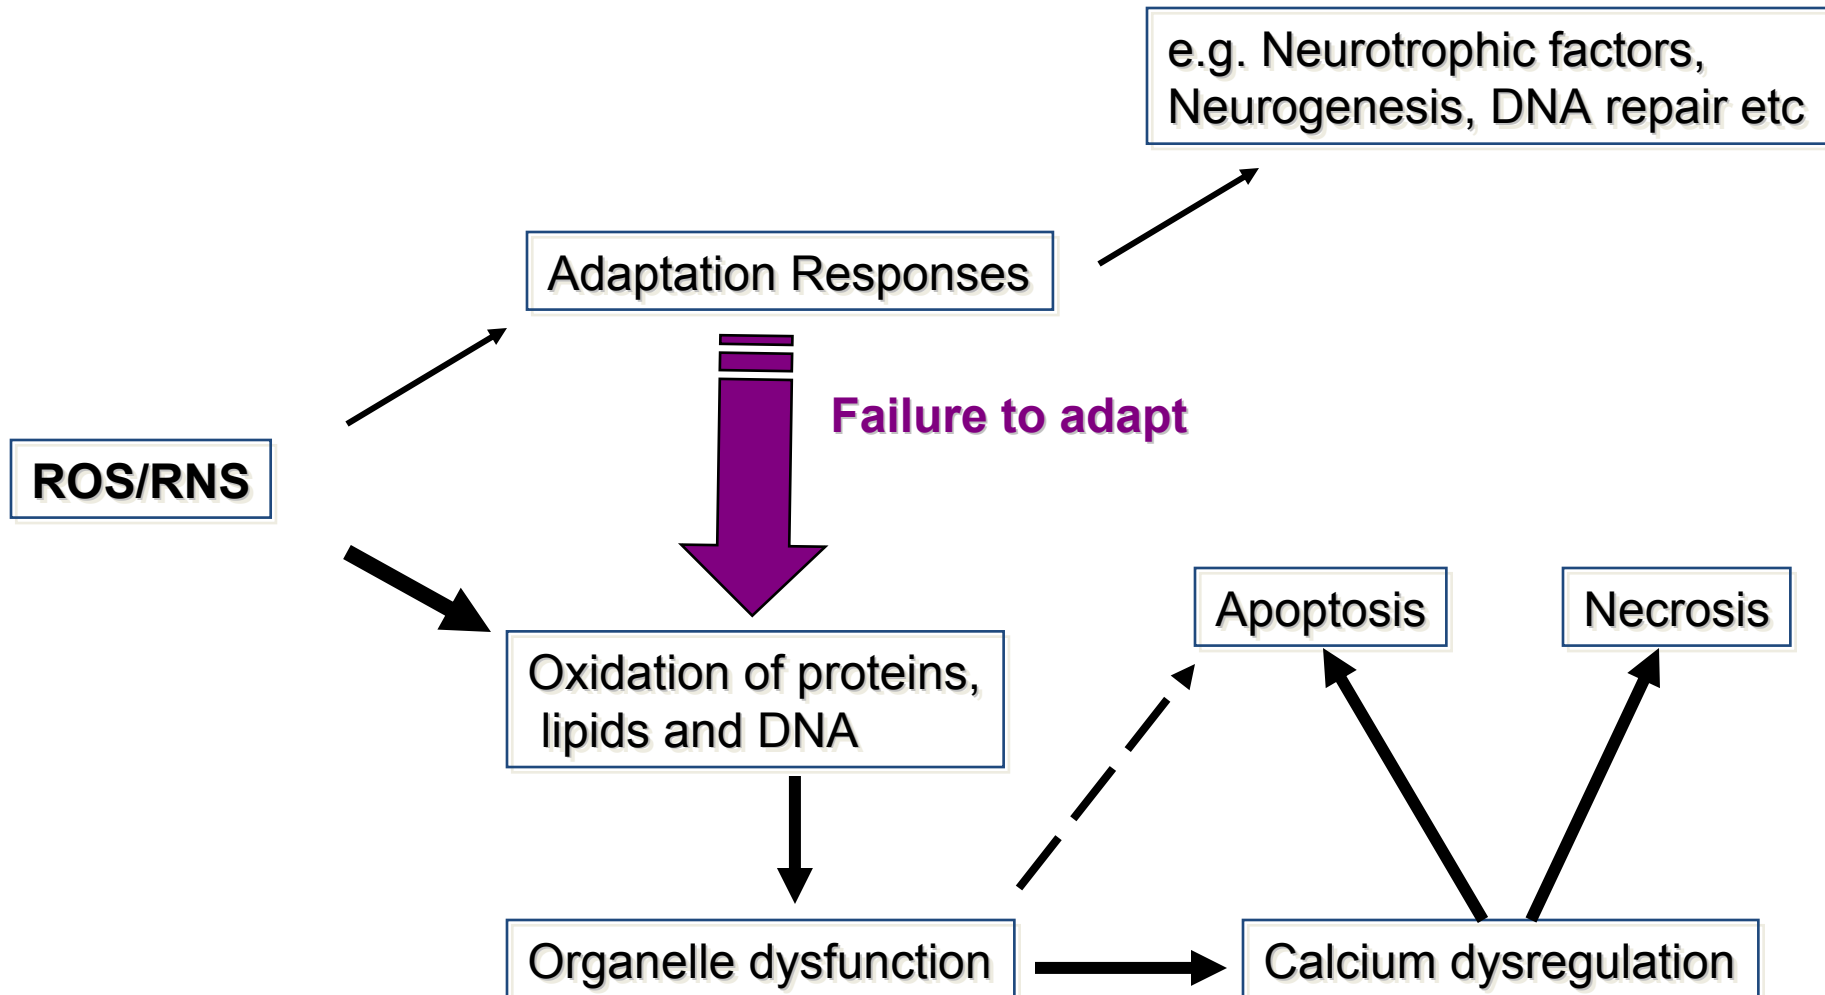 e.g. Neurotrophic factors,
Neurogenesis, DNA repair etc
Adaptation Responses
Failure to adapt
ROS/RNS
Apoptosis
Necrosis
Oxidation of proteins,
lipids and DNA
Organelle dysfunction
Calcium dysregulation